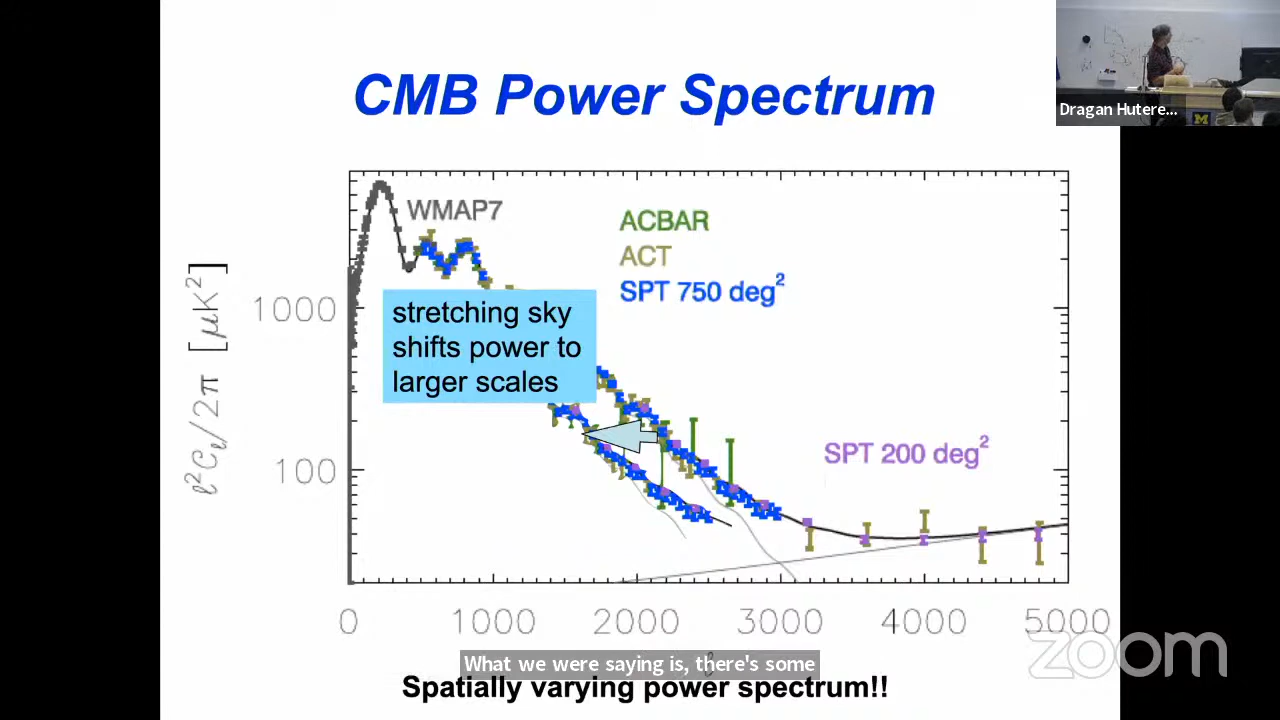 CMB Power Spectrum
Dragan Hutere...
M
WMAP7
ACBAR
ACT
SPT 750 deg²
stretching sky
shifts power to
larger scales
SPT 200 deg²
ℓ²Cℓ/2π [μK²]
1000
100
0 1000 2000 3000 4000 5000
zoom
What we were saying is, there's some
Spatially varying power spectrum!!